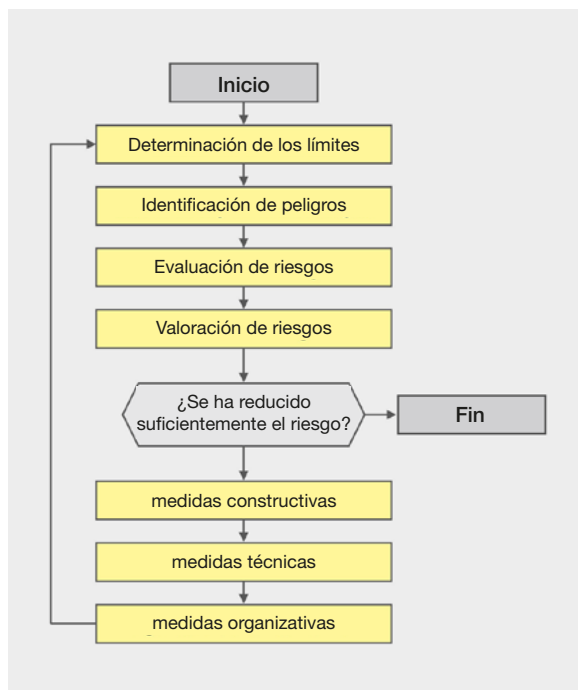 Inicio
Determinación de los límites
Identificación de peligros
Evaluación de riesgos
Valoración de riesgos
¿Se ha reducido
suficientemente el riesgo?
Fin
medidas constructivas
medidas técnicas
medidas organizativas